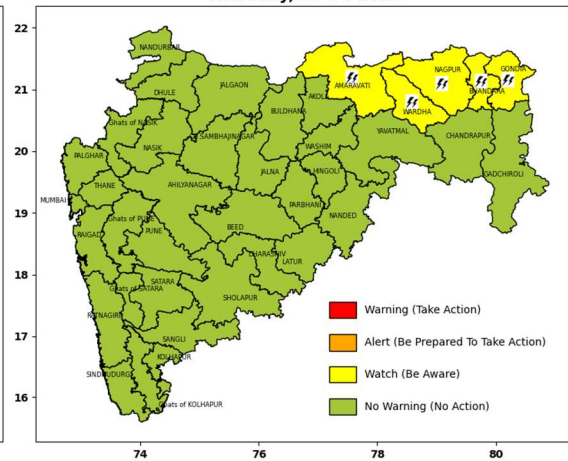 22
21
20
19
18
17
16
NANDURBAR
DHULE
JALGAON
AMARAVATI
NAGPUR
GONDIA
BHANDARA
WARDHA
AKOL
BULDHANA
Ghats of NASIK
SAMBHAJINAGAR
YAVATMAL
CHANDRAPUR
PALGHAR
NASIK
WASHIM
JALNA
HINGOLI
GADCHIROLI
THANE
AHILYANAGAR
MUMBAI
PARBHANI
NANDED
Ghats of PUNE
PUNE
BEED
RAIGAD
DHARASHIV
LATUR
SATARA
Ghats of SATARA
SHOLAPUR
RATNAGIRI
SANGLI
KOLHAPUR
SINDHUDURG
Ghats of KOLHAPUR
Warning (Take Action)
Alert (Be Prepared To Take Action)
Watch (Be Aware)
No Warning (No Action)
74 76 78 80